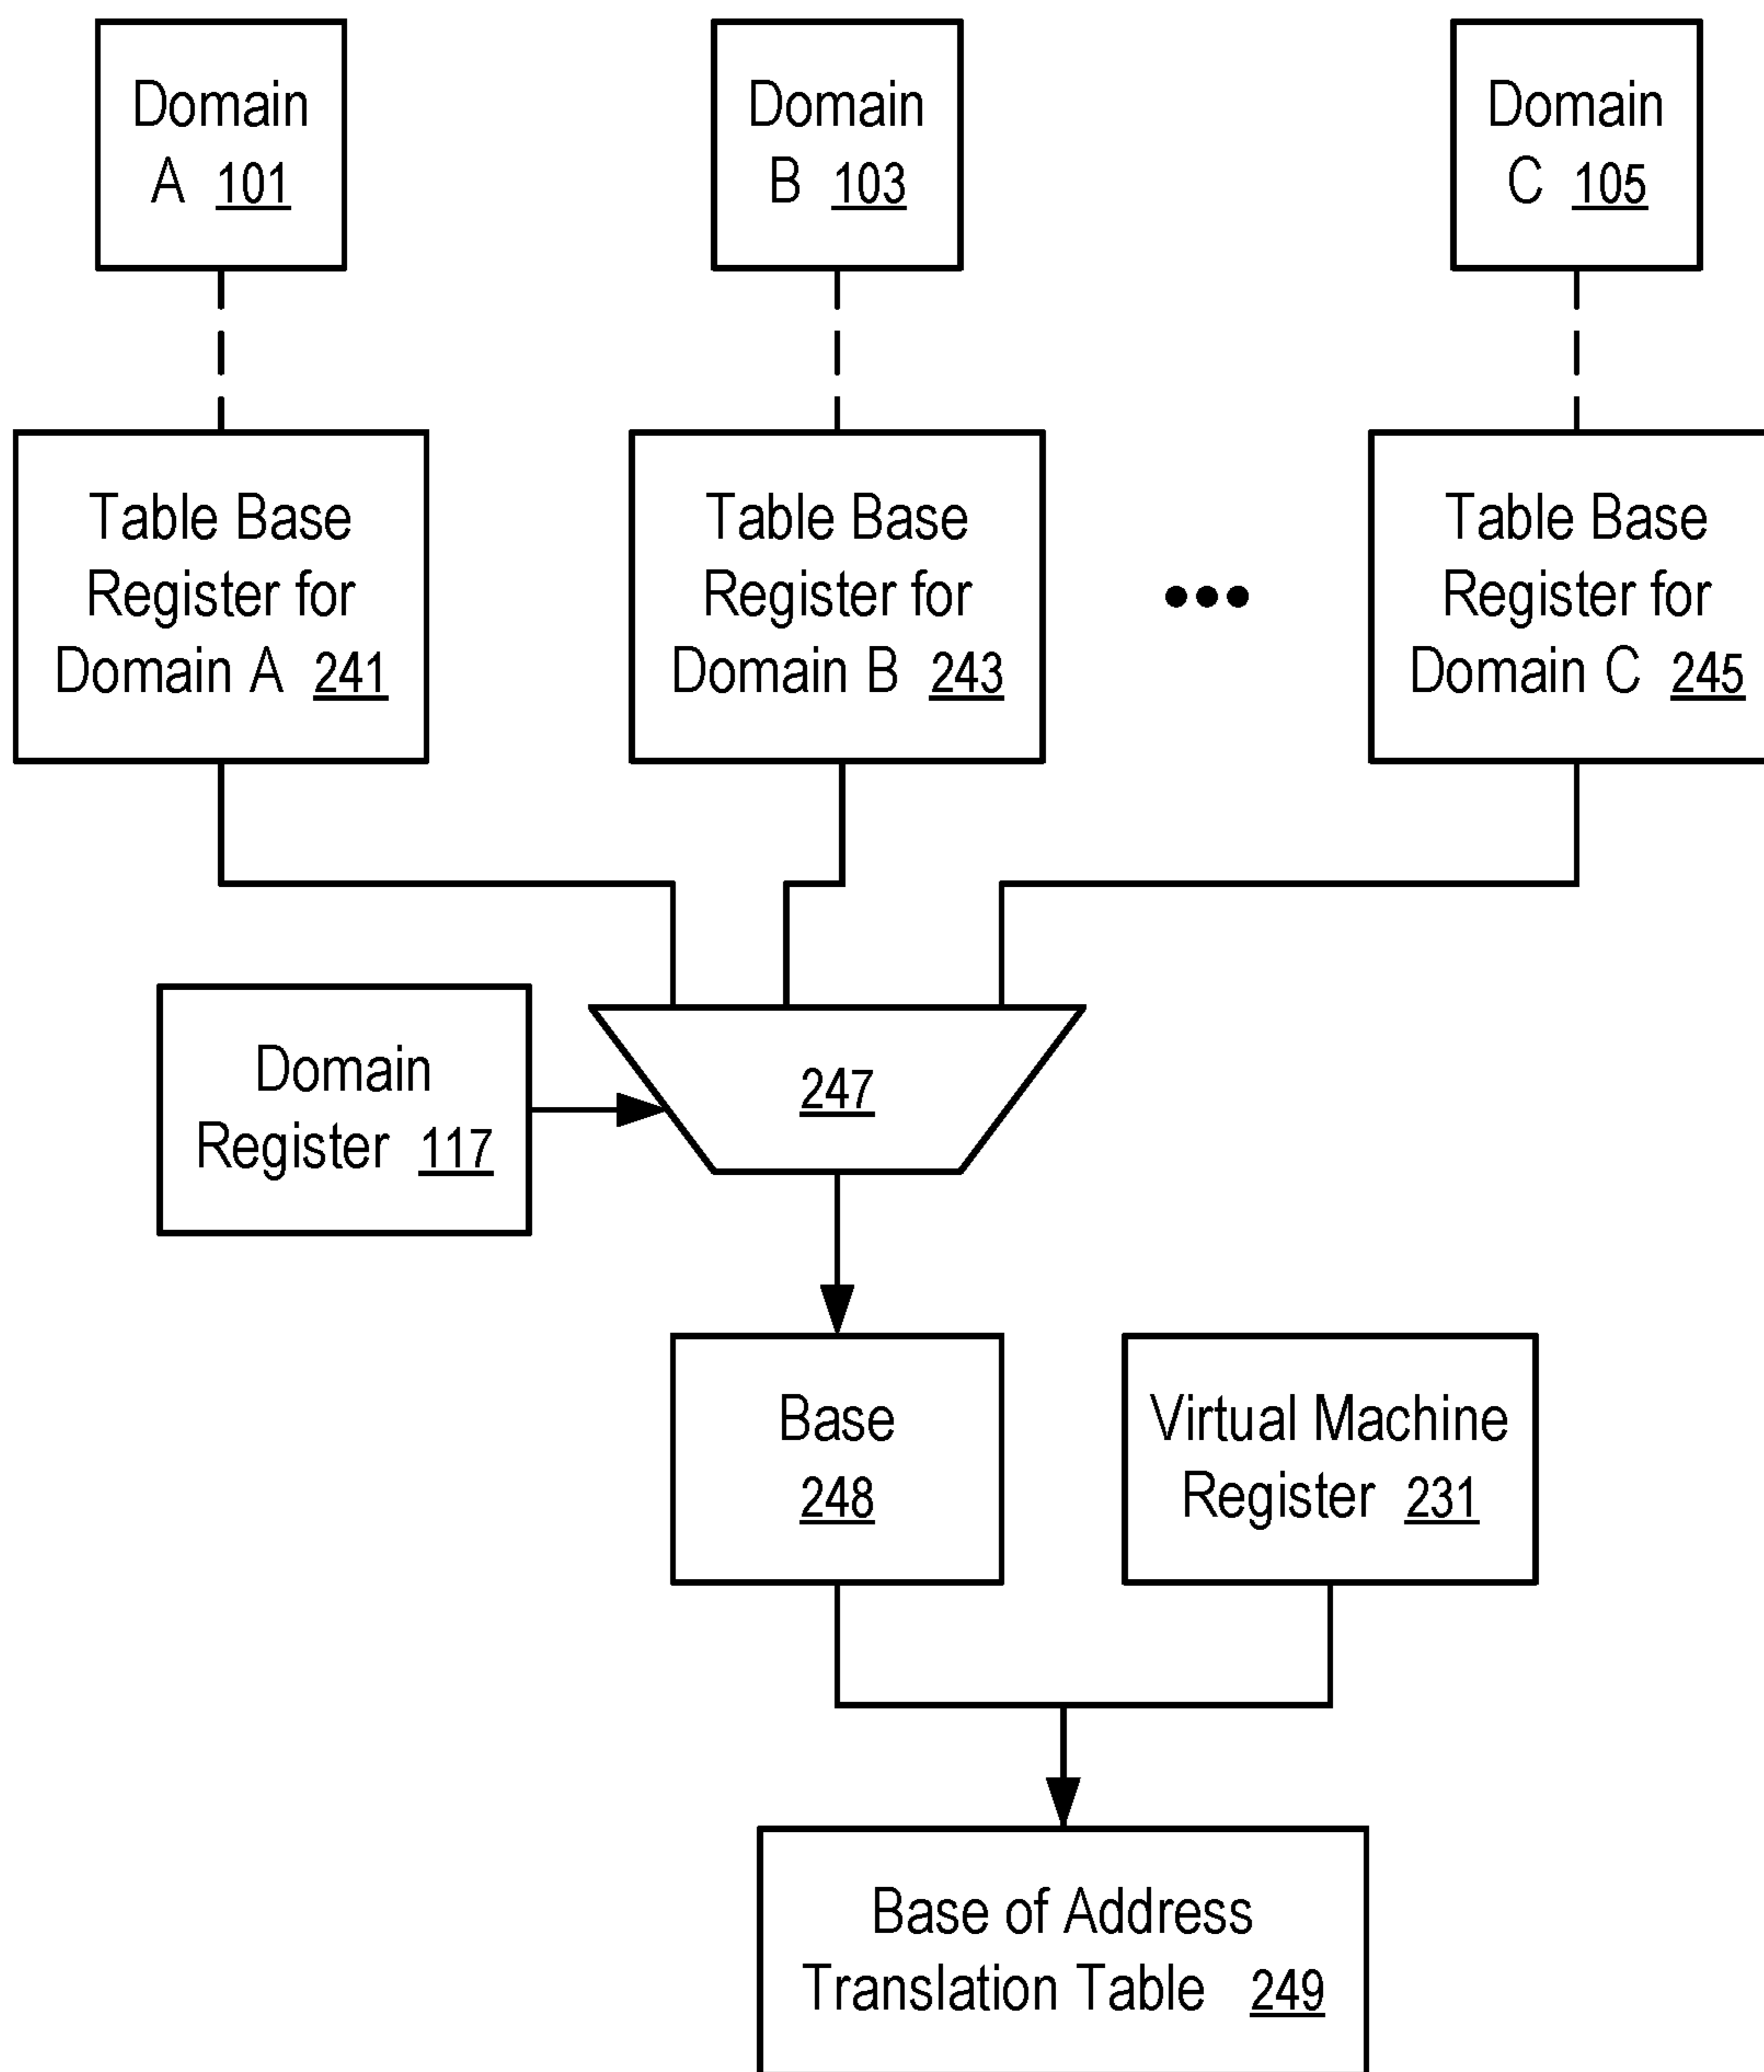 Domain
A 101
Domain
B 103
Domain
C 105
Table Base
Register for
Domain A 241
Table Base
Register for
Domain B 243
Table Base
Register for
Domain C 245
Domain
Register 117
247
Base
248
Virtual Machine
Register 231
Base of Address
Translation Table 249